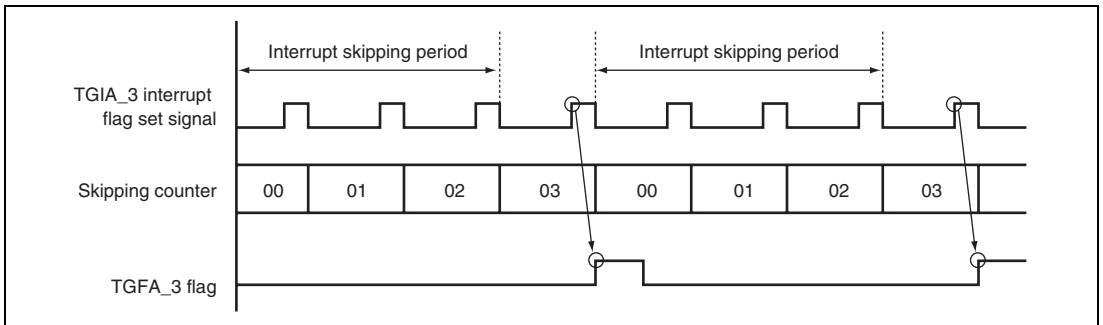 Interrupt skipping period Interrupt skipping period
TGIA_3 interrupt
flag set signal
Skipping counter 00 01 02 03 00 01 02 03
TGFA_3 flag